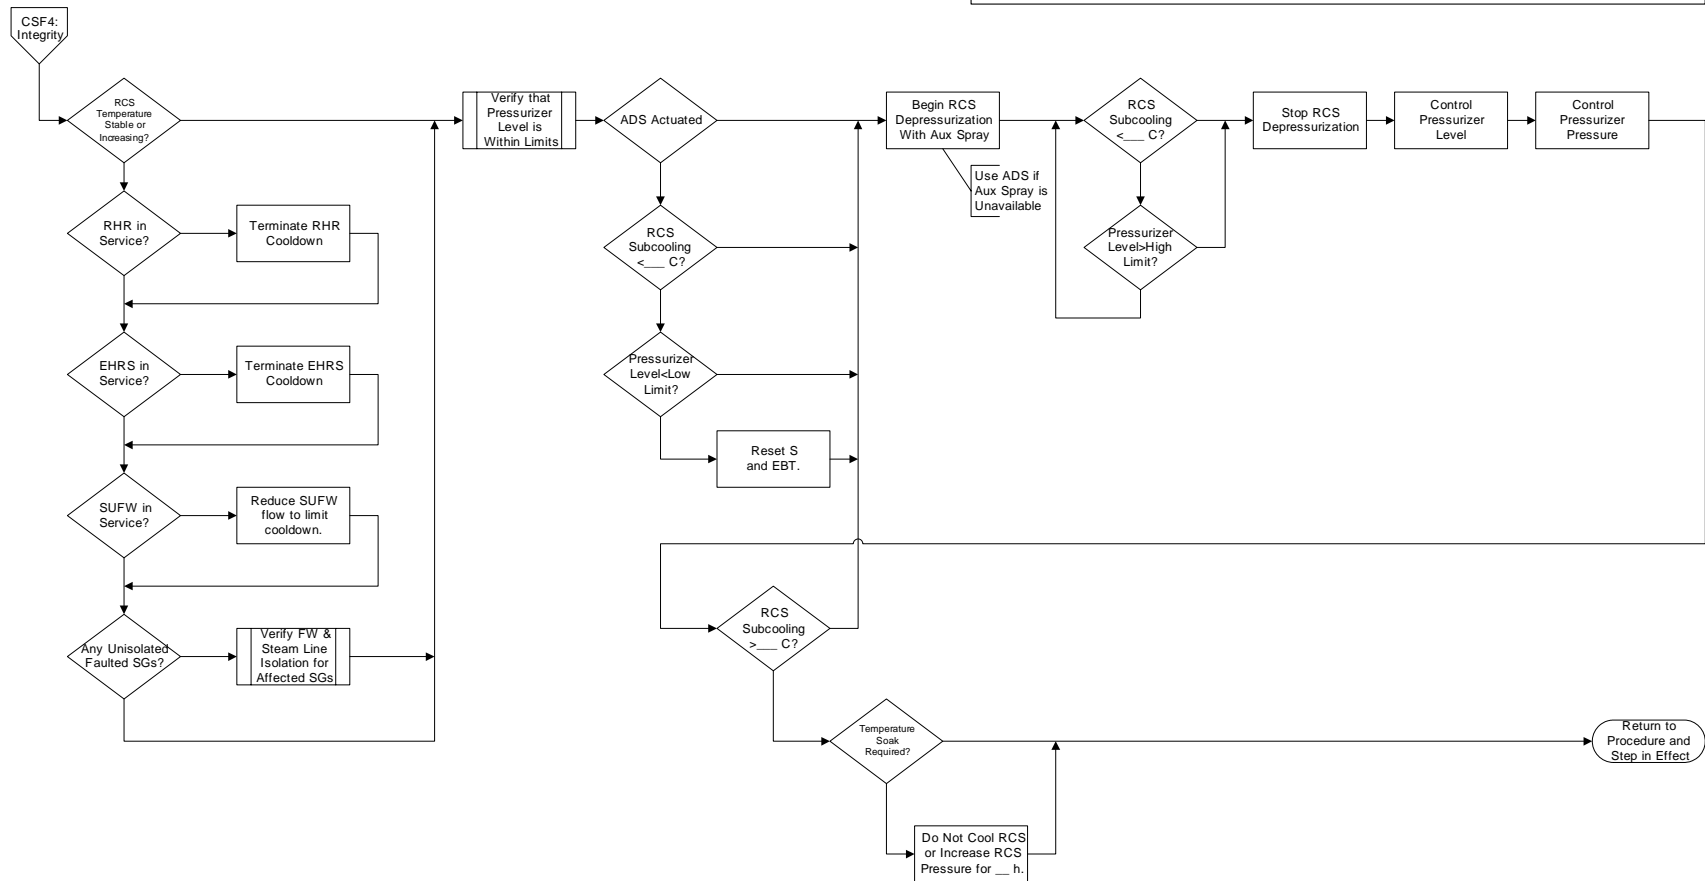 CSF4:
Integrity
RCS
Temperature
Stable or
Increasing?
RHR in
Service?
Terminate RHR
Cooldown
EHRS in
Service?
Terminate EHRS
Cooldown
SUFW in
Service?
Reduce SUFW
flow to limit
cooldown.
Any Unisolated
Faulted SGs?
Verify FW &
Steam Line
Isolation for
Affected SGs
Verify that
Pressurizer
Level is
Within Limits
ADS Actuated
RCS
Subcooling
<___ C?
Pressurizer
Level<Low
Limit?
Reset S
and EBT.
Begin RCS
Depressurization
With Aux Spray
Use ADS if
Aux Spray is
Unavailable
RCS
Subcooling
<___ C?
Pressurizer
Level>High
Limit?
Stop RCS
Depressurization
Control
Pressurizer
Level
Control
Pressurizer
Pressure
RCS
Subcooling
>___ C?
Temperature
Soak
Required?
Do Not Cool RCS
or Increase RCS
Pressure for __ h.
Return to
Procedure and
Step in Effect